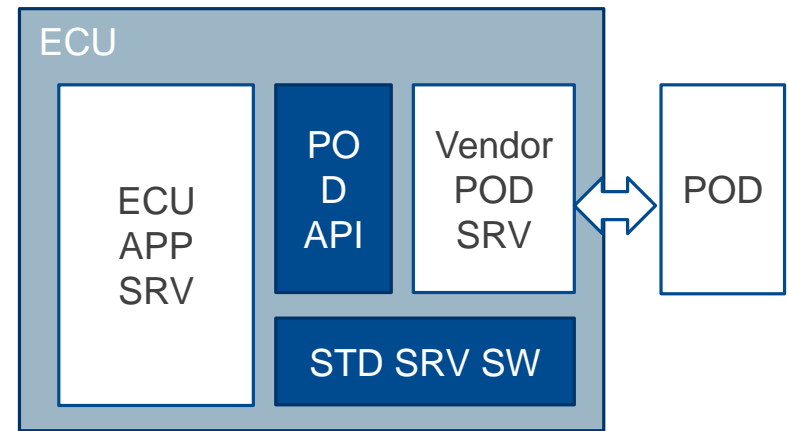 ECU
ECU
APP
SRV
PO
D
API
Vendor
POD
SRV
POD
STD SRV SW